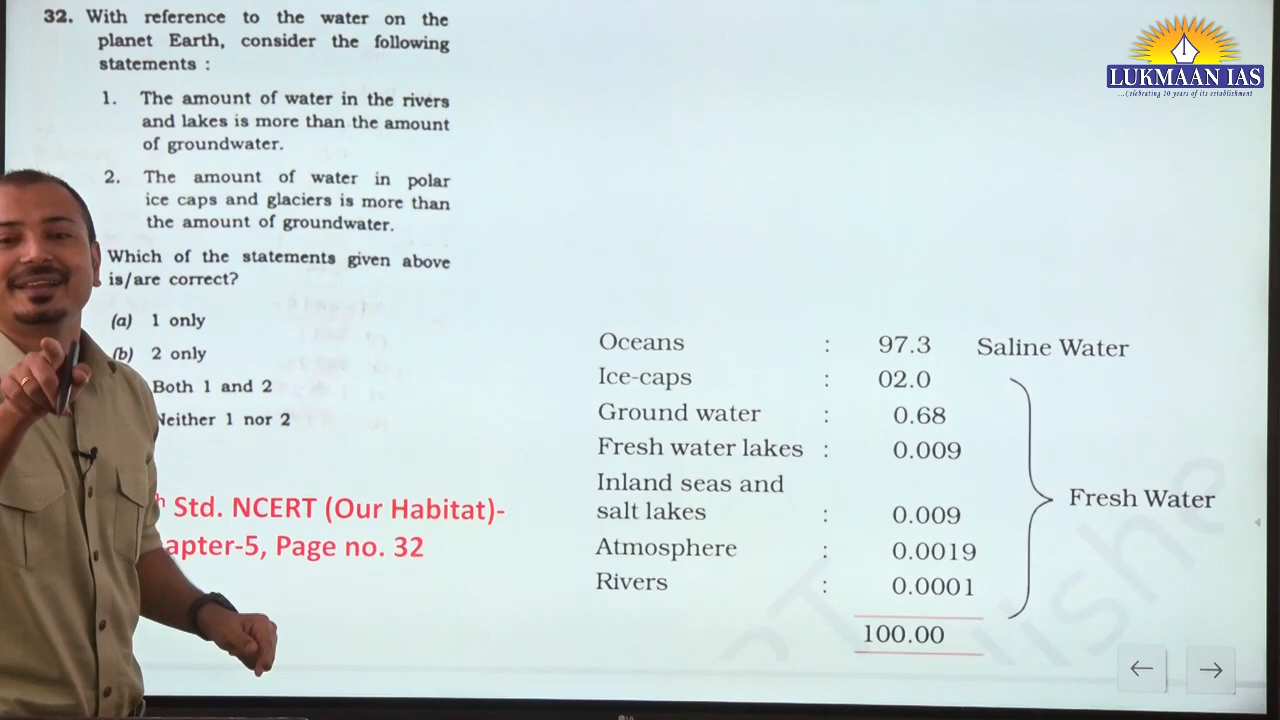 32. With reference to the water on the
planet Earth, consider the following
statements :
1. The amount of water in the rivers
and lakes is more than the amount
of groundwater.
2. The amount of water in polar
ice caps and glaciers is more than
the amount of groundwater.
Which of the statements given above
is/are correct?
(a) 1 only
(b) 2 only
Both 1 and 2
Neither 1 nor 2
Std. NCERT (Our Habitat)-
apter-5, Page no. 32
LUKMAAN IAS
...Celebrating 10 years of its establishment
Oceans : 97.3 Saline Water
Ice-caps : 02.0
Ground water : 0.68
Fresh water lakes : 0.009
Inland seas and
salt lakes : 0.009
Fresh Water
Atmosphere : 0.0019
Rivers : 0.0001
100.00